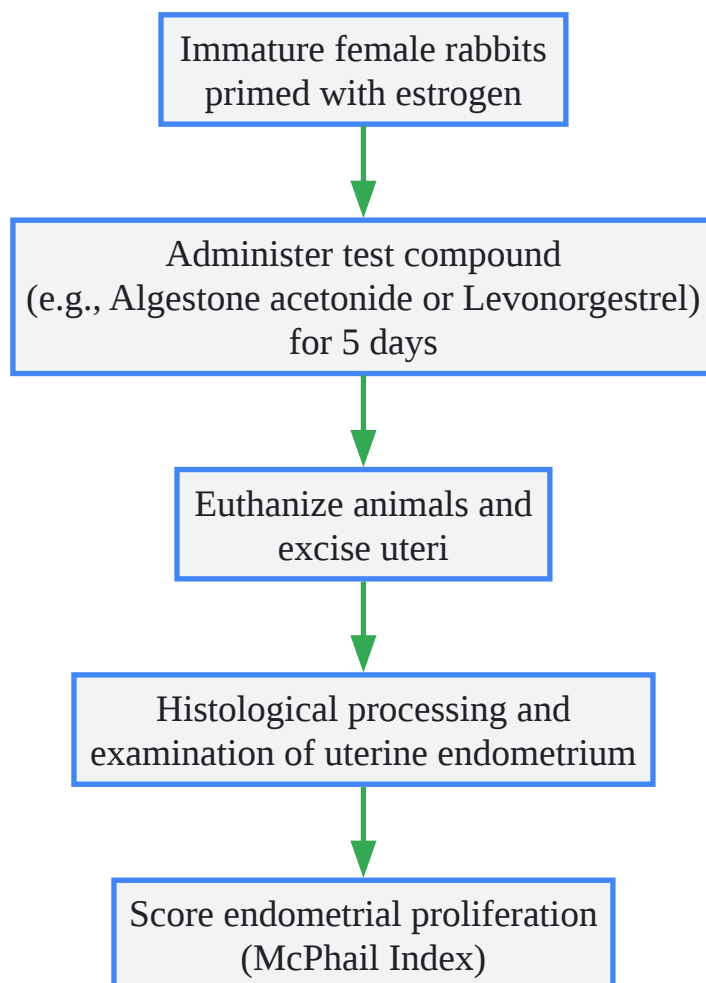 Immature female rabbits
primed with estrogen
Administer test compound
(e.g., Algestone acetonide or Levonorgestrel)
for 5 days
Euthanize animals and
excise uteri
Histological processing and
examination of uterine endometrium
Score endometrial proliferation
(McPhail Index)